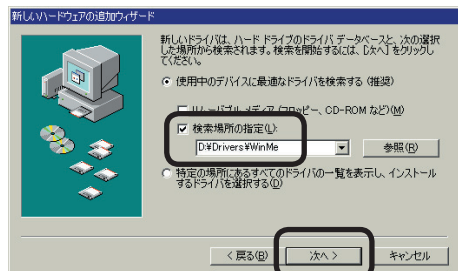 新しいハードウェアの追加ウィザード
新しいドライバは、ハード ドライブのドライバ データベースと、次の選択
した場所から検索されます。検索を開始するには、[次へ] をクリックし
てください。
使用中のデバイスに最適なドライバを検索する (推奨)
リムーバブル メディア (フロッピー、CD-ROM など)(M)
検索場所の指定(L):
D:¥Drivers¥WinMe
参照(R)
特定の場所にあるすべてのドライバの一覧を表示し、インストール
するドライバを選択する(D)
< 戻る(B)
次へ >
キャンセル